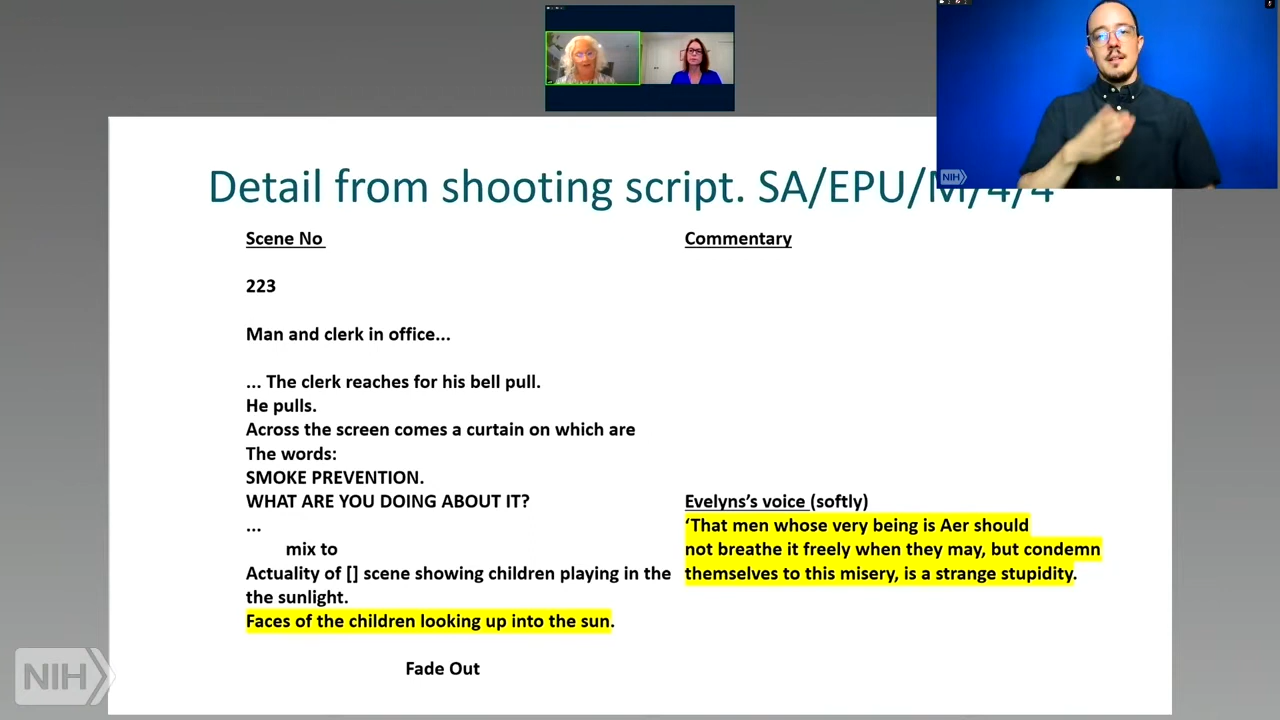 Detail from shooting script. SA/EPU/M/4/4
Scene No
Commentary
223
Man and clerk in office...
... The clerk reaches for his bell pull.
He pulls.
Across the screen comes a curtain on which are
The words:
SMOKE PREVENTION.
WHAT ARE YOU DOING ABOUT IT?
Evelyns’s voice (softly)
...
‘That men whose very being is Aer should
mix to
not breathe it freely when they may, but condemn
Actuality of [] scene showing children playing in the
themselves to this misery, is a strange stupidity.
the sunlight.
Faces of the children looking up into the sun.
Fade Out
NIH
NIH